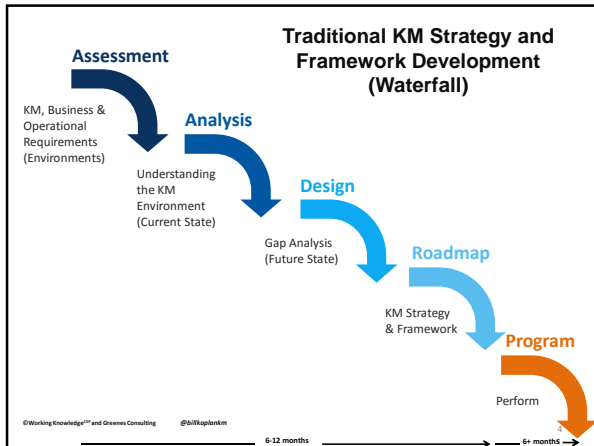 Traditional KM Strategy and
Framework Development
(Waterfall)
Assessment
KM, Business &
Operational
Requirements
(Environments)
Analysis
Understanding
the KM
Environment
(Current State)
Design
Gap Analysis
(Future State)
Roadmap
KM Strategy
& Framework
Program
Perform
4
©Working KnowledgeCSP and Greenes Consulting @billkaplankm
6-12 months
6+ months